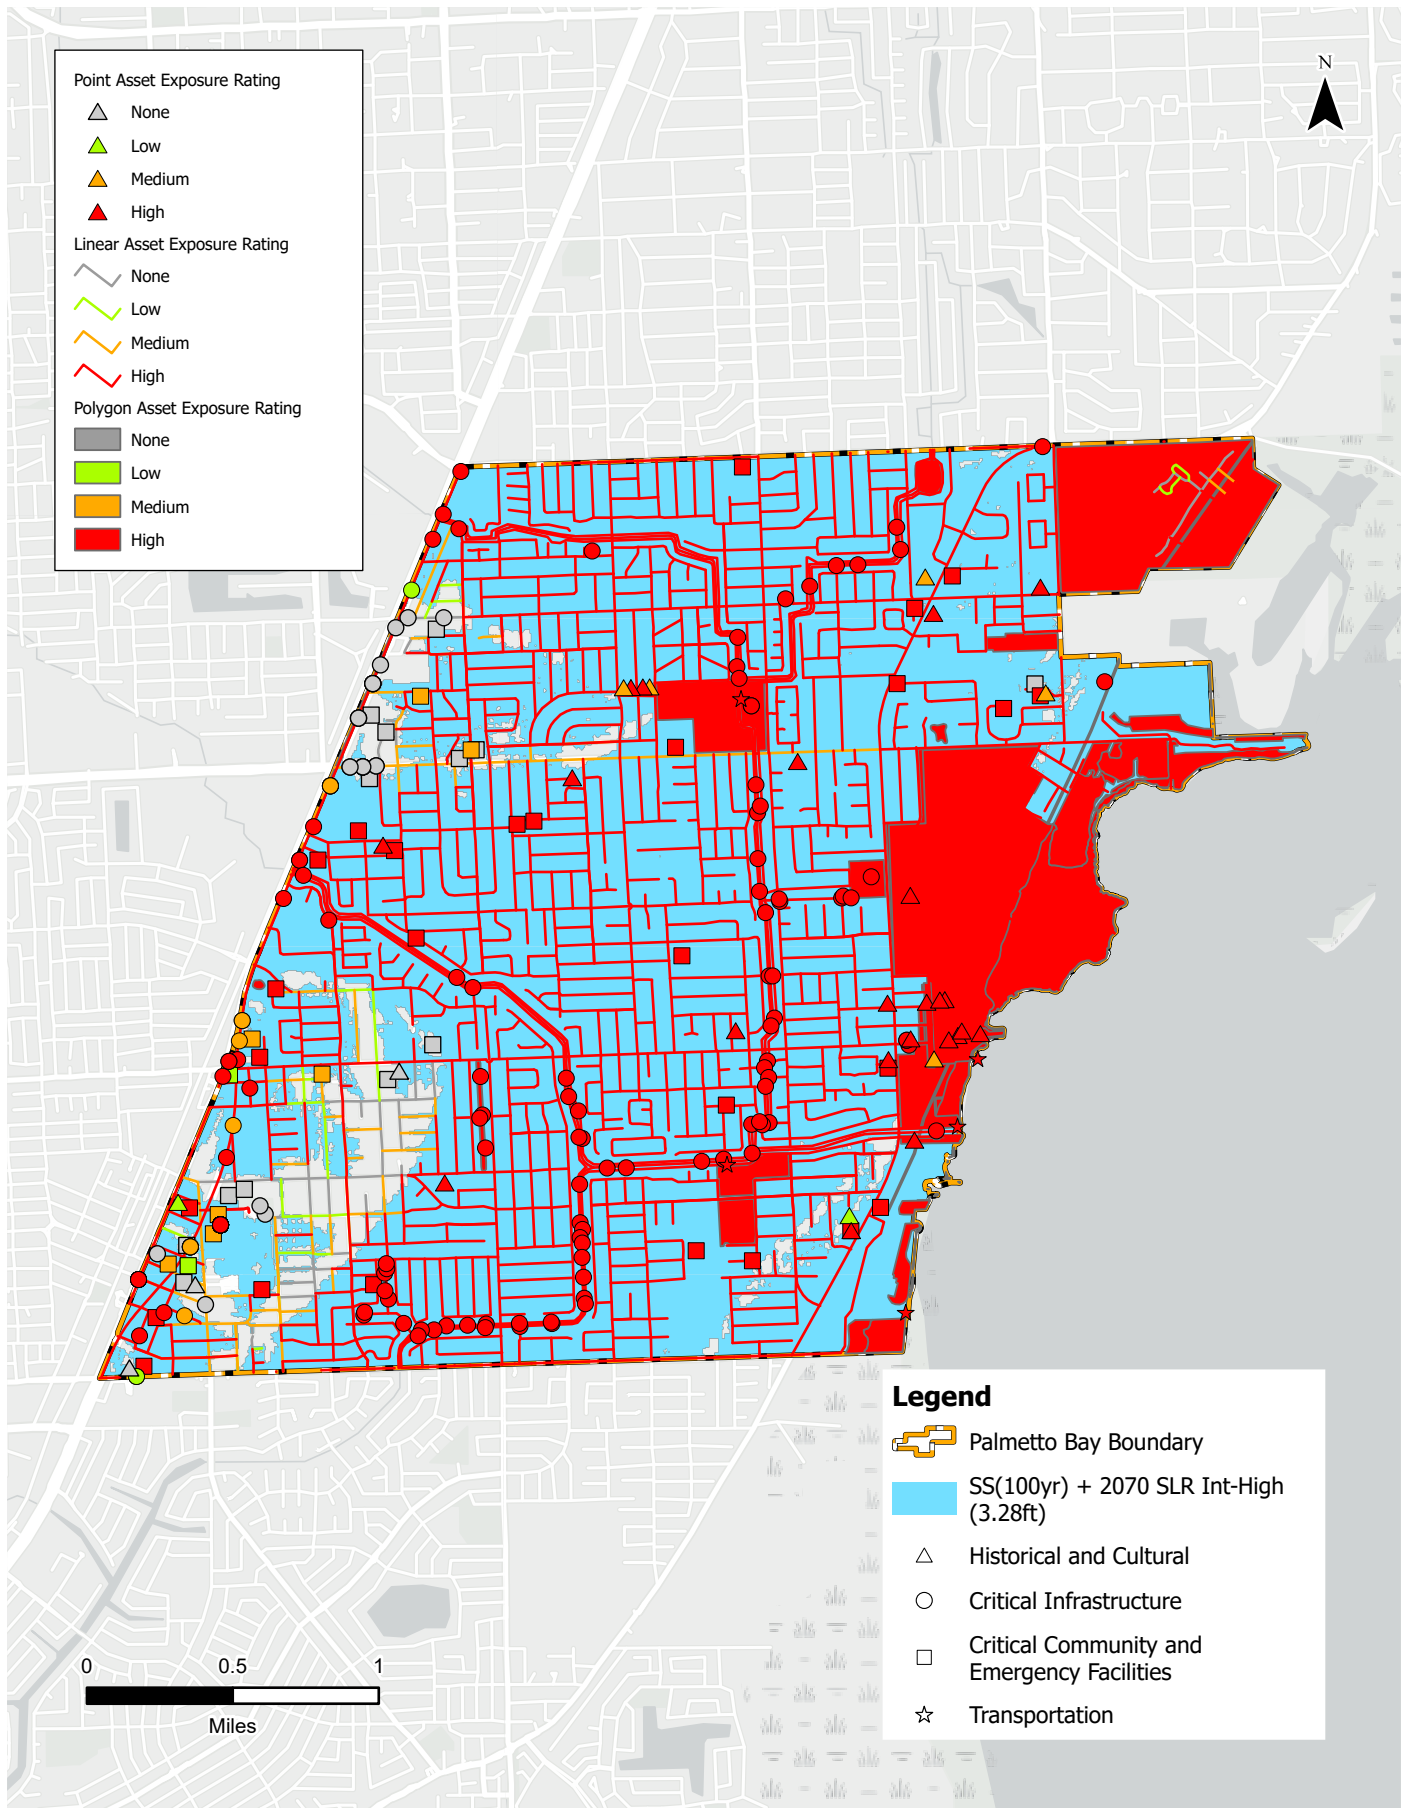 Point Asset Exposure Rating
None
Low
Medium
High
Linear Asset Exposure Rating
None
Low
Medium
High
Polygon Asset Exposure Rating
None
Low
Medium
High
N
Legend
Palmetto Bay Boundary
SS(100yr) + 2070 SLR Int-High
(3.28ft)
Historical and Cultural
Critical Infrastructure
Critical Community and
Emergency Facilities
Transportation
0 0.5 1
Miles